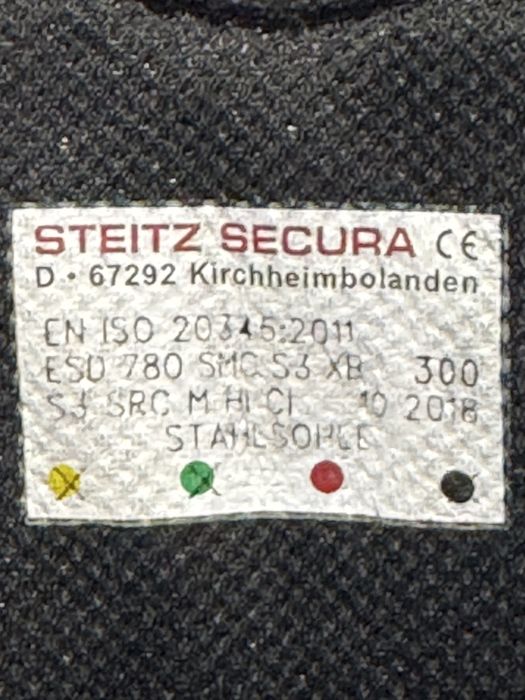 STEITZ SECURA CE
D • 67292 Kirchheimbolanden
EN ISO 20345:2011
ESD 780 SMC S3 XB 300
S3 SRC M HI CI 10 2018
STAHLSOHLE